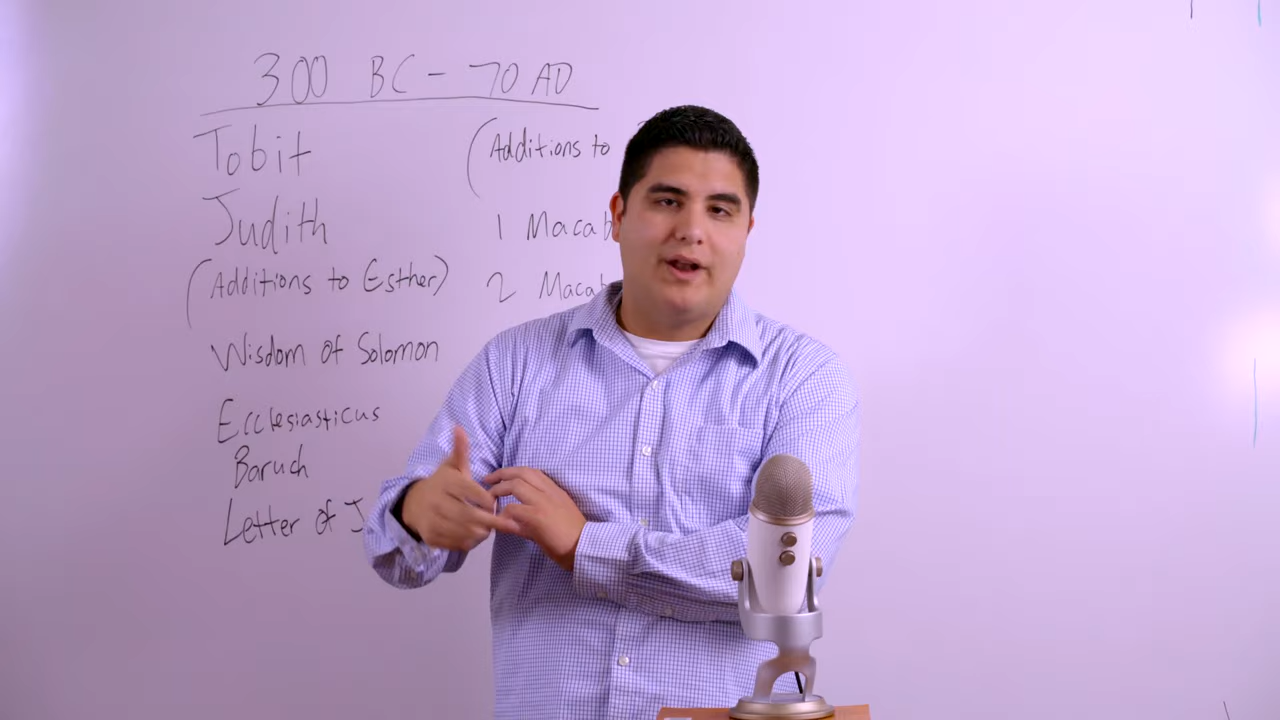 300 BC - 70 AD
Tobit
Judith
(Additions to Esther)
Wisdom of Solomon
Ecclesiasticus
Baruch
Letter of J
(Additions to
1 Macab
2 Macab